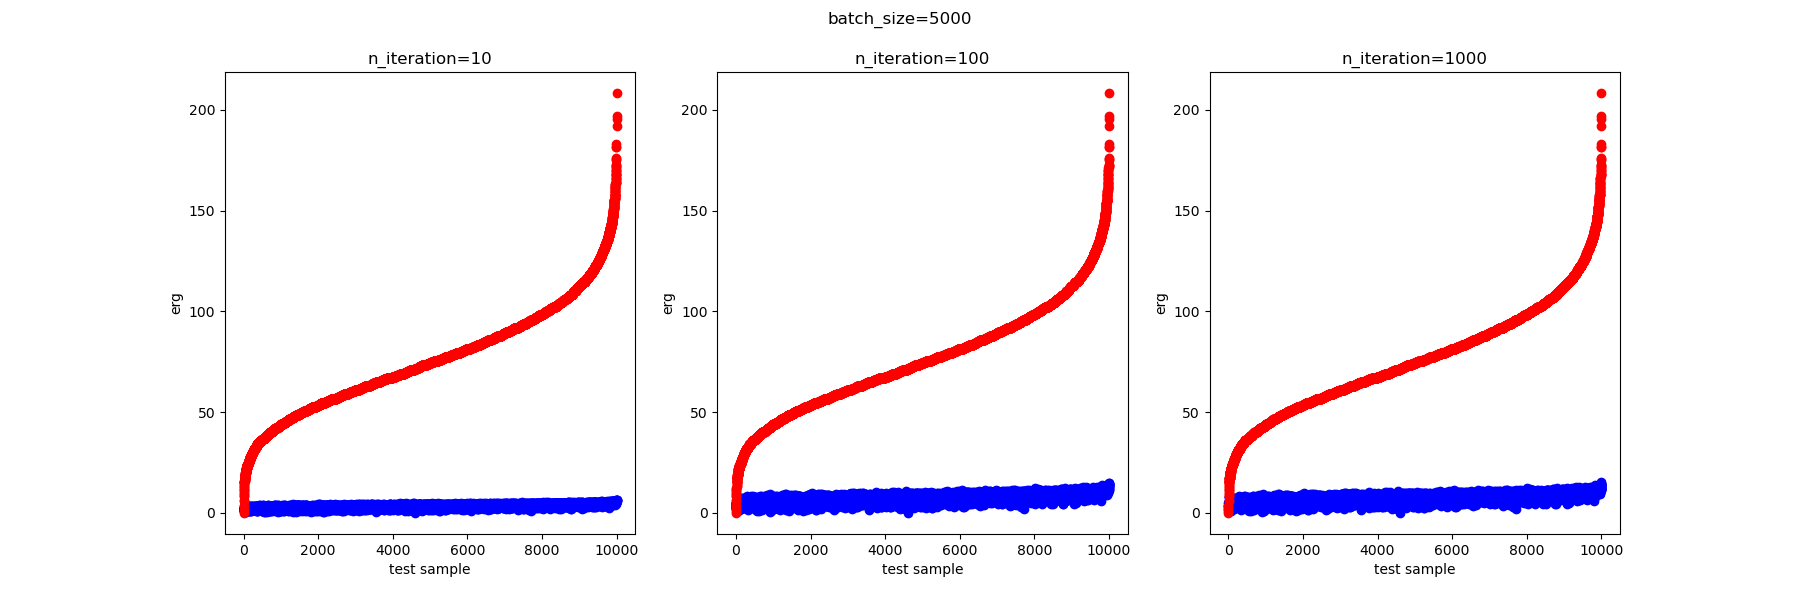 batch_size=5000
n_iteration=10
n_iteration=100
n_iteration=1000
200
150
100
50
0
erg
0 2000 4000 6000 8000 10000
test sample
200
150
100
50
0
erg
0 2000 4000 6000 8000 10000
test sample
200
150
100
50
0
erg
0 2000 4000 6000 8000 10000
test sample